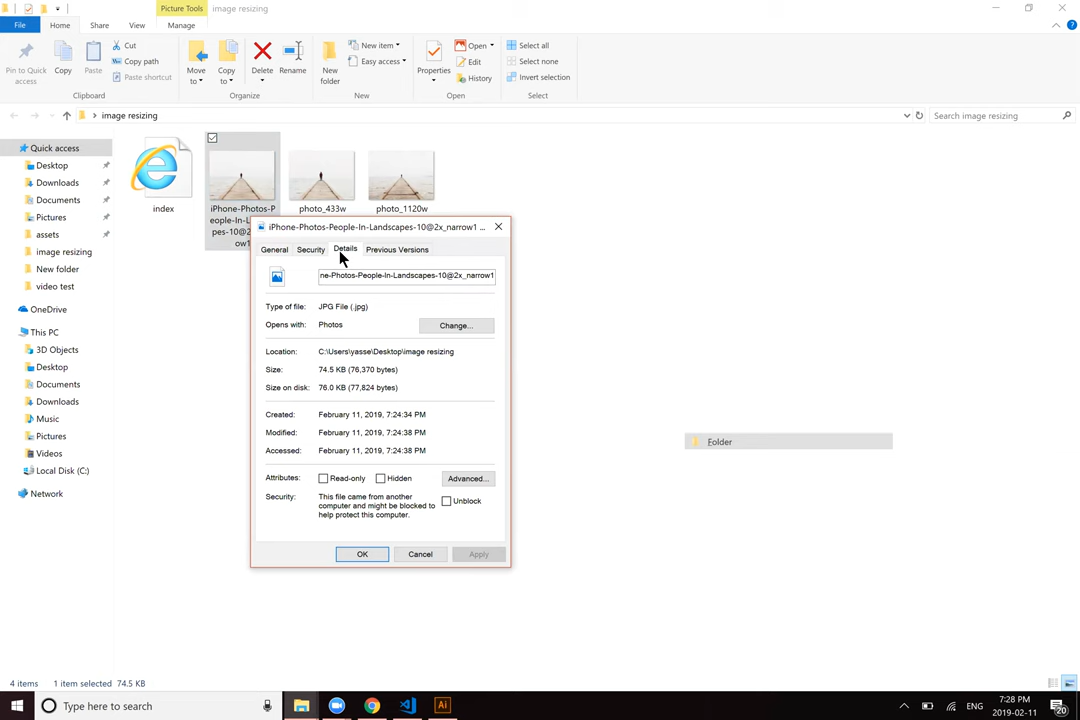 Picture Tools
image resizing
File
Home
Share
View
Manage
Pin to Quick
access
Copy
Paste
Cut
Copy path
Paste shortcut
Clipboard
Move
to
Copy
to
Delete
Rename
Organize
New
folder
New item
Easy access
New
Properties
Open
Edit
History
Open
Select all
Select none
Invert selection
Select
image resizing
Search image resizing
Quick access
Desktop
Downloads
Documents
Pictures
assets
image resizing
New folder
video test
OneDrive
This PC
3D Objects
Desktop
Documents
Downloads
Music
Pictures
Videos
Local Disk (C:)
Network
index
iPhone-Photos-P
eople-In-L
pes-10@2
ow1
photo_433w
photo_1120w
iPhone-Photos-People-In-Landscapes-10@2x_narrow1 ...
General
Security
Details
Previous Versions
ne-Photos-People-In-Landscapes-10@2x_narrow1
Type of file: JPG File (.jpg)
Opens with: Photos
Change...
Location: C:\Users\yasse\Desktop\image resizing
Size: 74.5 KB (76,370 bytes)
Size on disk: 76.0 KB (77,824 bytes)
Created: February 11, 2019, 7:24:34 PM
Modified: February 11, 2019, 7:24:38 PM
Accessed: February 11, 2019, 7:24:38 PM
Attributes: Read-only Hidden Advanced...
Security: This file came from another
computer and might be blocked to
help protect this computer.
Unblock
OK
Cancel
Apply
Folder
4 items
1 item selected 74.5 KB
Type here to search
Ai
ENG
7:28 PM
2019-02-11
20